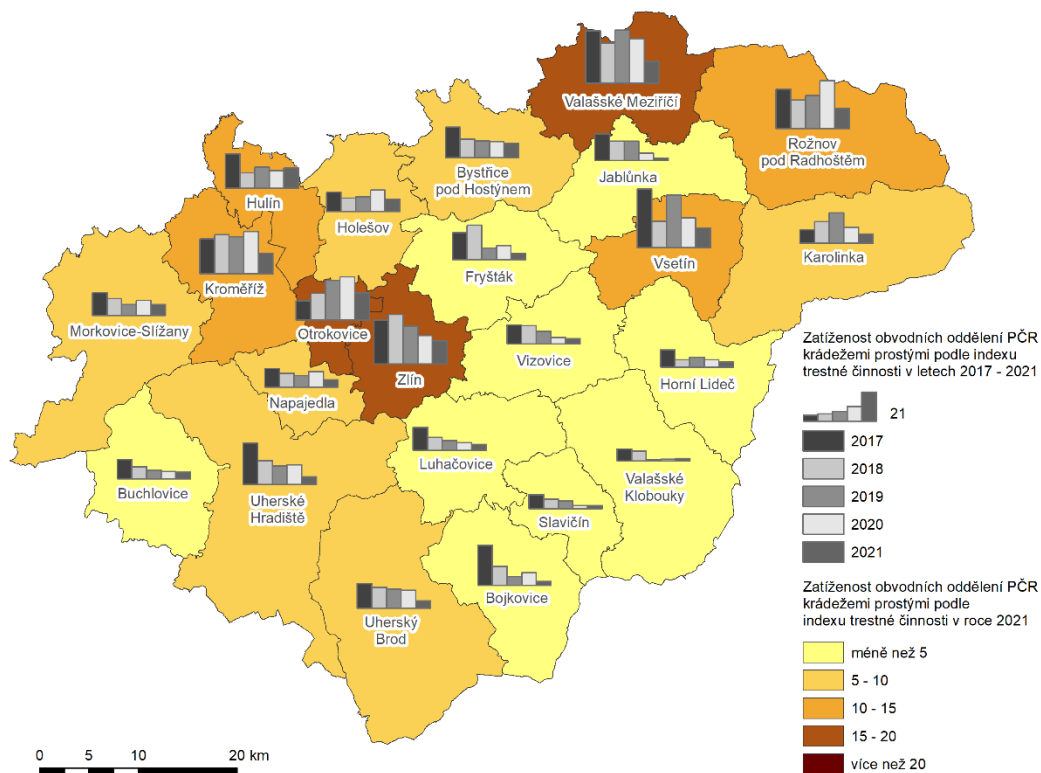 Valašské Meziříčí
Rožnov
pod Radhoštěm
Bystřice
pod Hostýnem
Jablůnka
Hulín
Holešov
Karolinka
Vsetín
Fryšták
Kroměříž
Morkovice-Slížany
Otrokovice
Zlín
Vizovice
Horní Lideč
Napajedla
Luhačovice
Valašské
Klobouky
Buchlovice
Uherské
Hradiště
Slavičín
Bojkovice
Uherský
Brod
Zatíženost obvodních oddělení PČR
krádežemi prostými podle indexu
trestné činnosti v letech 2017 - 2021
21
2017
2018
2019
2020
2021
Zatíženost obvodních oddělení PČR
krádežemi prostými podle
indexu trestné činnosti v roce 2021
méně než 5
5 - 10
10 - 15
15 - 20
více než 20
0 5 10 20 km